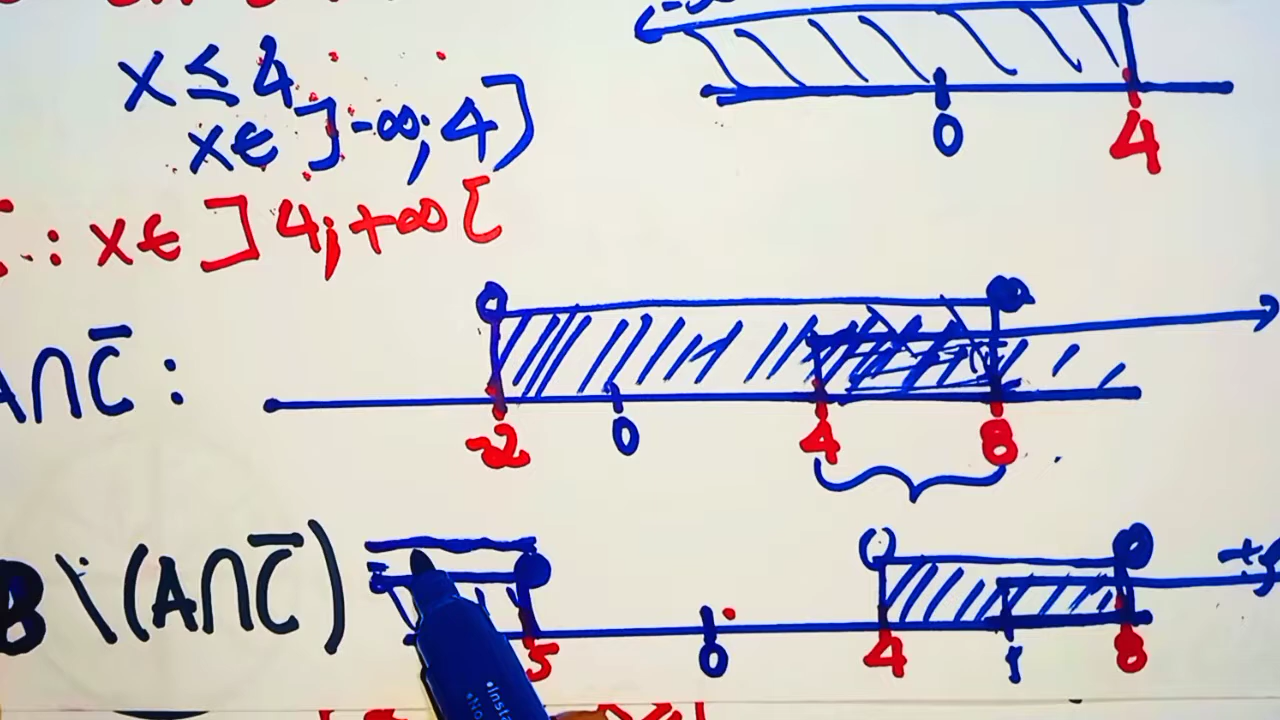 -∞
x ≤ 4
x ∈ ]-∞; 4]
0
4
: x ∈ ]4; +∞[
A∩C̅ :
-2
0
4
8
B \ (A∩C̅)
5
0
4
8